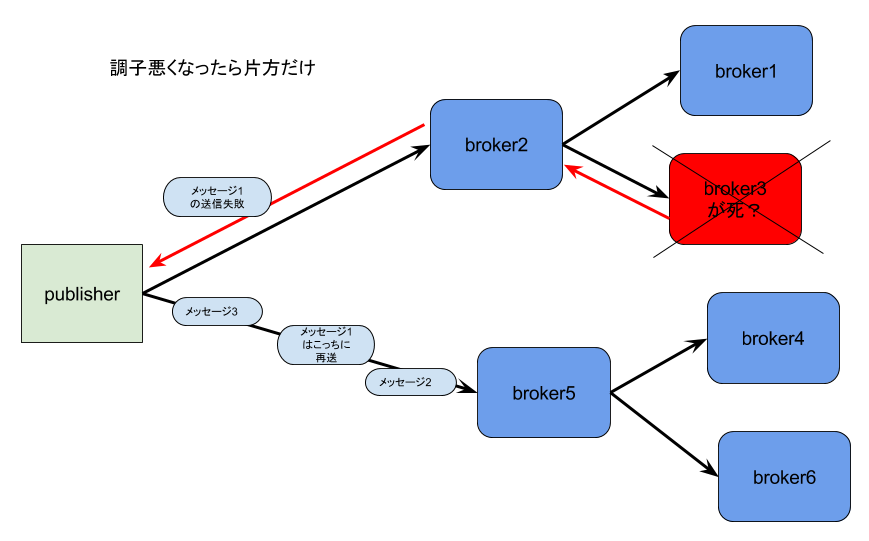 調子悪くなったら片方だけ
broker1
broker2
broker3
が死？
メッセージ1
の送信失敗
publisher
メッセージ3
メッセージ1
はこっちに
再送
メッセージ2
broker4
broker5
broker6